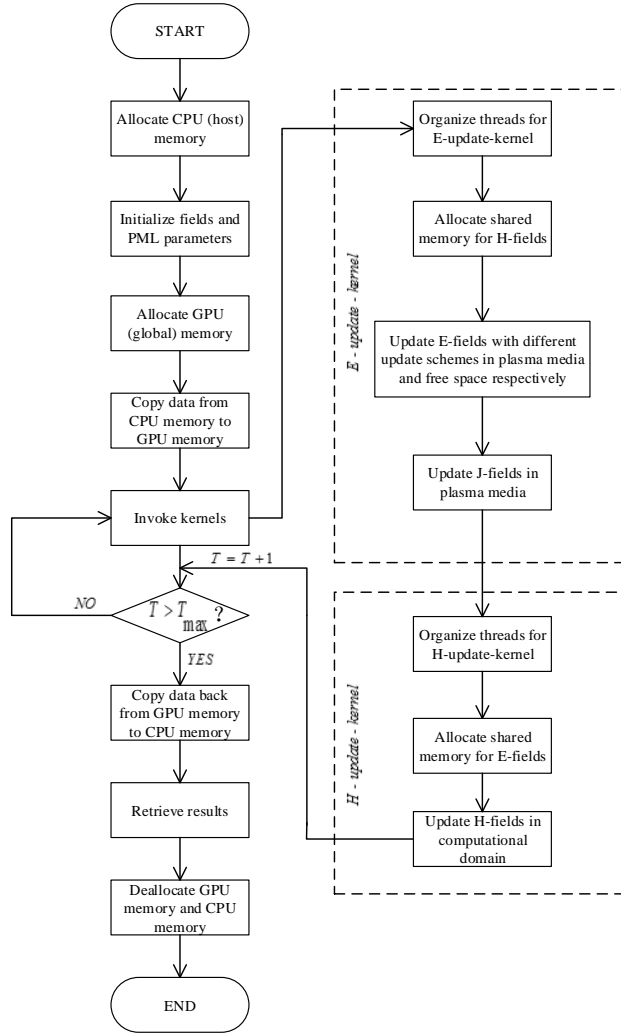 START
Allocate CPU (host)
memory
Initialize fields and
PML parameters
Allocate GPU
(global) memory
Copy data from
CPU memory to
GPU memory
Invoke kernels
T = T +1
NO
T > T max ?
YES
Copy data back
from GPU memory
to CPU memory
Retrieve results
Deallocate GPU
memory and CPU
memory
END
E - update - kernel
Organize threads for
E-update-kernel
Allocate shared
memory for H-fields
Update E-fields with different
update schemes in plasma media
and free space respectively
Update J-fields in
plasma media
H - update - kernel
Organize threads for
H-update-kernel
Allocate shared
memory for E-fields
Update H-fields in
computational
domain